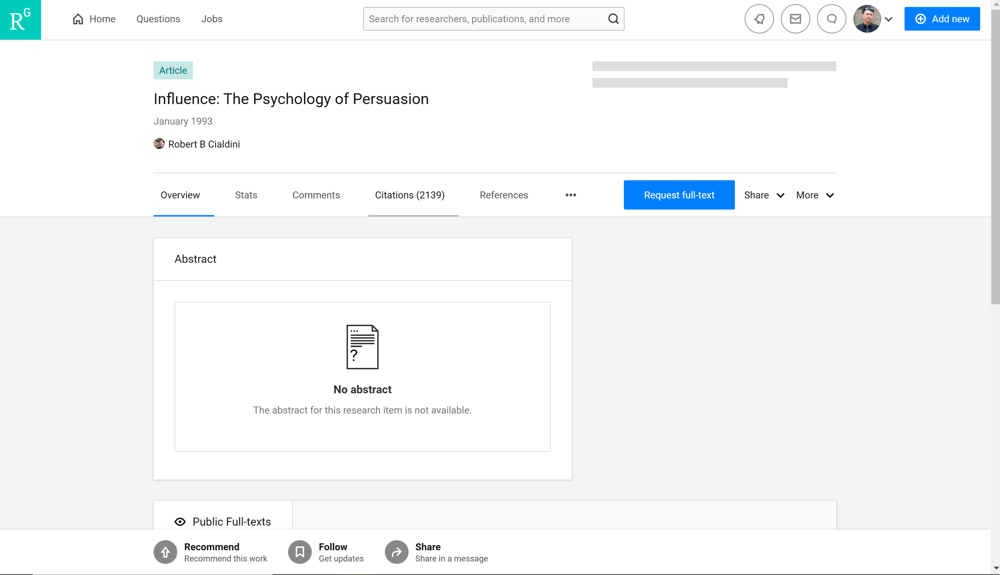 RG
Home Questions Jobs Search for researchers, publications, and more Add new
Article
Influence: The Psychology of Persuasion
January 1993
Robert B Cialdini
Overview Stats Comments Citations (2139) References ••• Request full-text Share More
Abstract
?
No abstract
The abstract for this research item is not available.
Public Full-texts
Recommend
Recommend this work
Follow
Get updates
Share
Share in a message